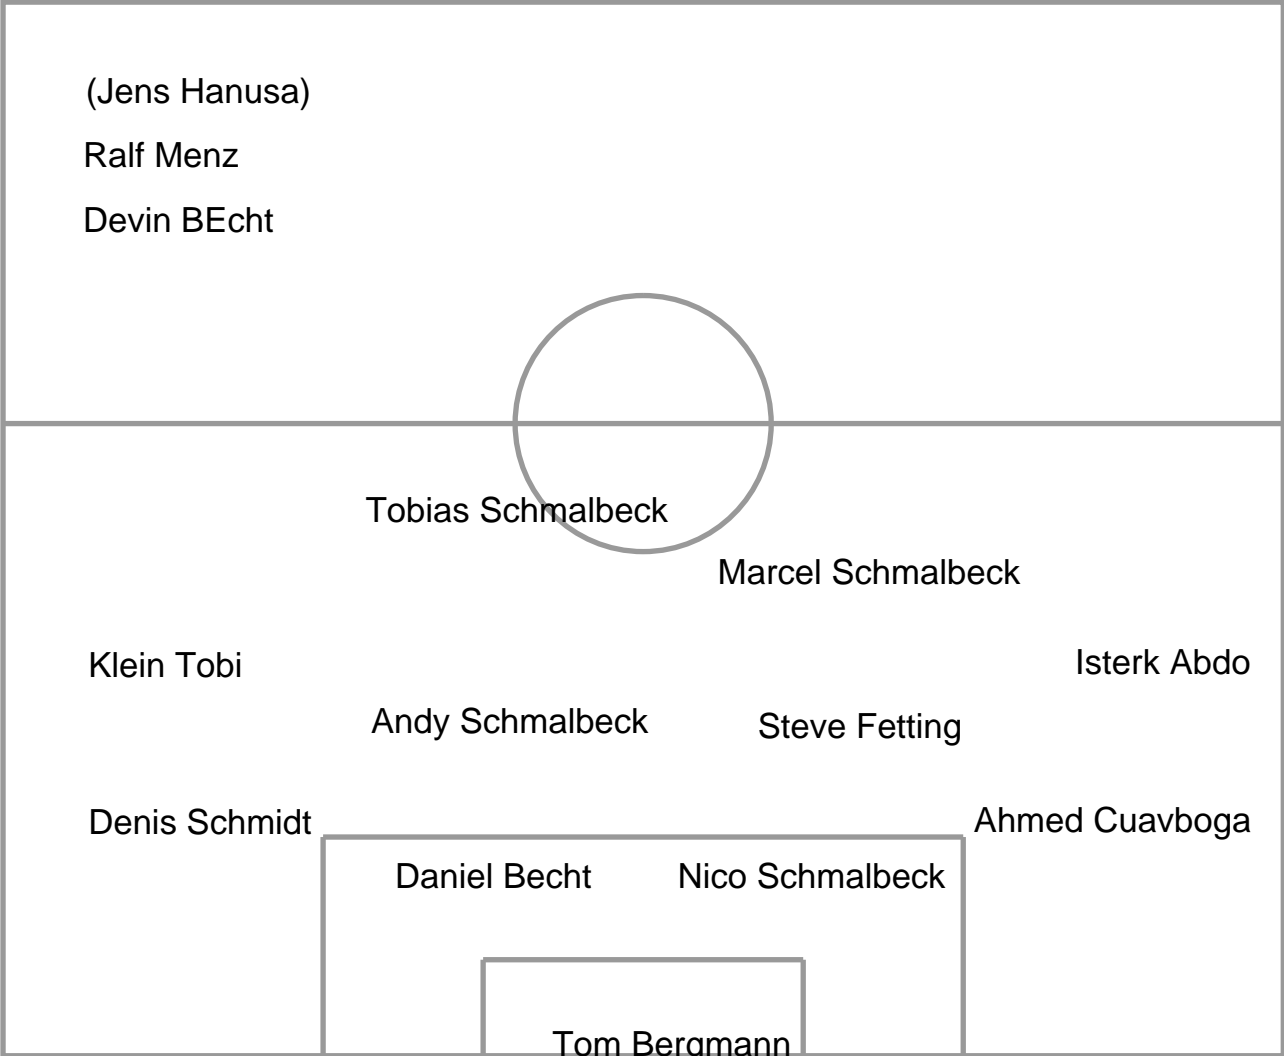 (Jens Hanusa)
Ralf Menz
Devin BEcht
Tobias Schmalbeck
Marcel Schmalbeck
Klein Tobi
Isterk Abdo
Andy Schmalbeck
Steve Fetting
Denis Schmidt
Ahmed Cuavboga
Daniel Becht
Nico Schmalbeck
Tom Bergmann